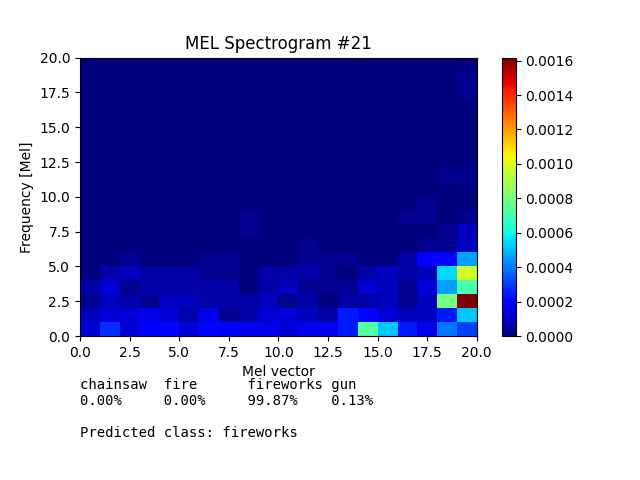 MEL Spectrogram #21
20.0
17.5
15.0
12.5
10.0
7.5
5.0
2.5
0.0
Frequency [Mel]
0.0 2.5 5.0 7.5 10.0 12.5 15.0 17.5 20.0
Mel vector
0.0016
0.0014
0.0012
0.0010
0.0008
0.0006
0.0004
0.0002
0.0000
chainsaw fire fireworks gun
0.00% 0.00% 99.87% 0.13%
Predicted class: fireworks